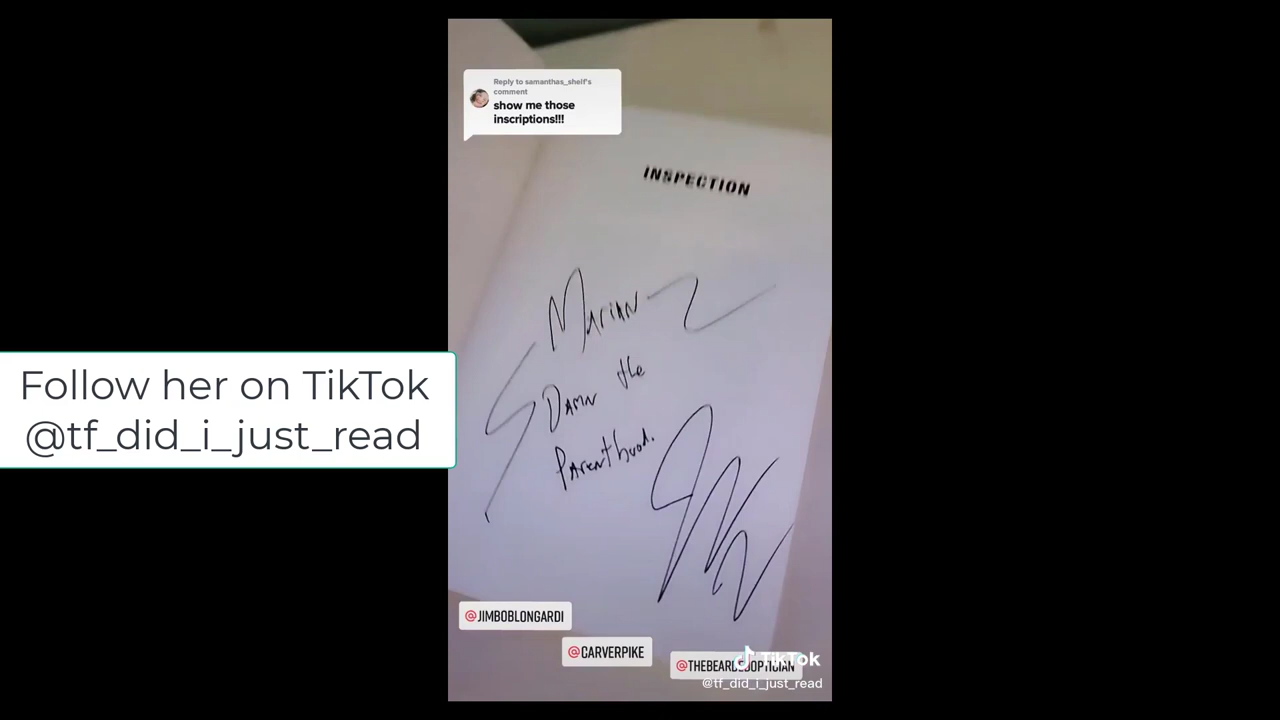 Reply to samanthas_shelf's
comment
show me those
inscriptions!!!
INSPECTION
Marian
Damn the
Parenthood.
Follow her on TikTok
@tf_did_i_just_read
@JIMBOBLONGARDI
@CARVERPIKE
@THEBEARDEDOPTICIAN
TikTok
@tf_did_i_just_read